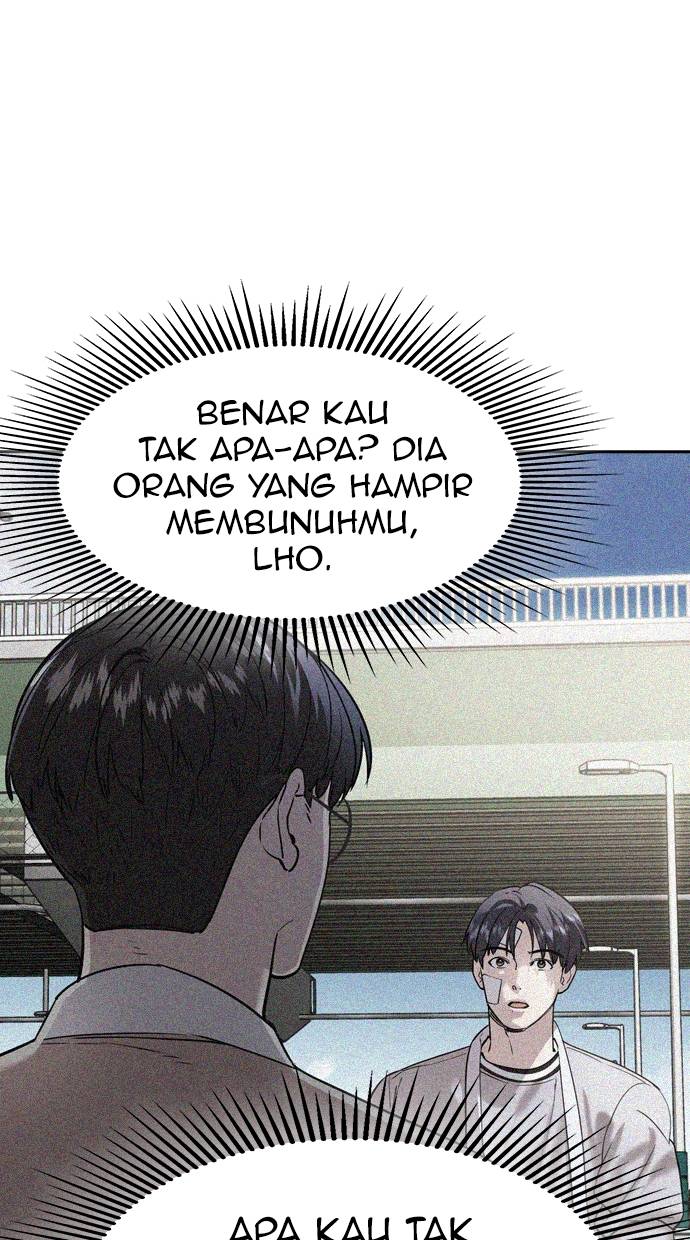 BENAR KAU
TAK APA-APA? DIA
ORANG YANG HAMPIR
MEMBUNUHMU,
LHO.
APA KAU TAK